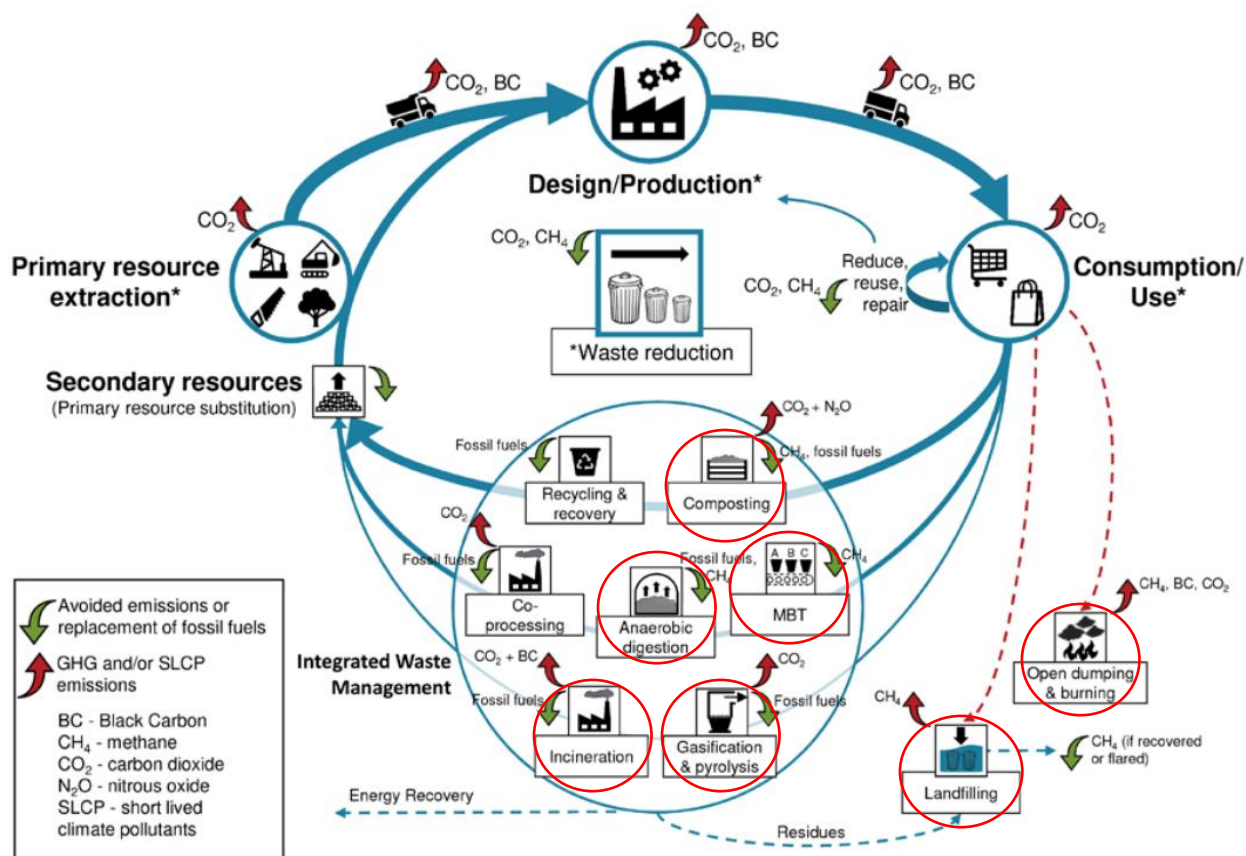 CO₂, BC
CO₂, BC
CO₂, BC
Design/Production*
CO₂
CO₂
Primary resource
extraction*
CO₂, CH₄
*Waste reduction
Reduce,
reuse,
repair
CO₂, CH₄
Consumption/
Use*
Secondary resources
(Primary resource substitution)
Fossil fuels
Recycling &
recovery
CO₂ + N₂O
CH₄, fossil fuels
Composting
CO₂
Fossil fuels
Co-
processing
Fossil fuels,
CH₄
Anaerobic
digestion
A B C
CH₄
MBT
Integrated Waste
Management
CO₂ + BC
Fossil fuels
Incineration
CO₂
Fossil fuels
Gasification
& pyrolysis
CH₄, BC, CO₂
Open dumping
& burning
CH₄
Landfilling
CH₄ (if recovered
or flared)
Energy Recovery
Residues
Avoided emissions or
replacement of fossil fuels
GHG and/or SLCP
emissions
BC - Black Carbon
CH₄ - methane
CO₂ - carbon dioxide
N₂O - nitrous oxide
SLCP - short lived
climate pollutants